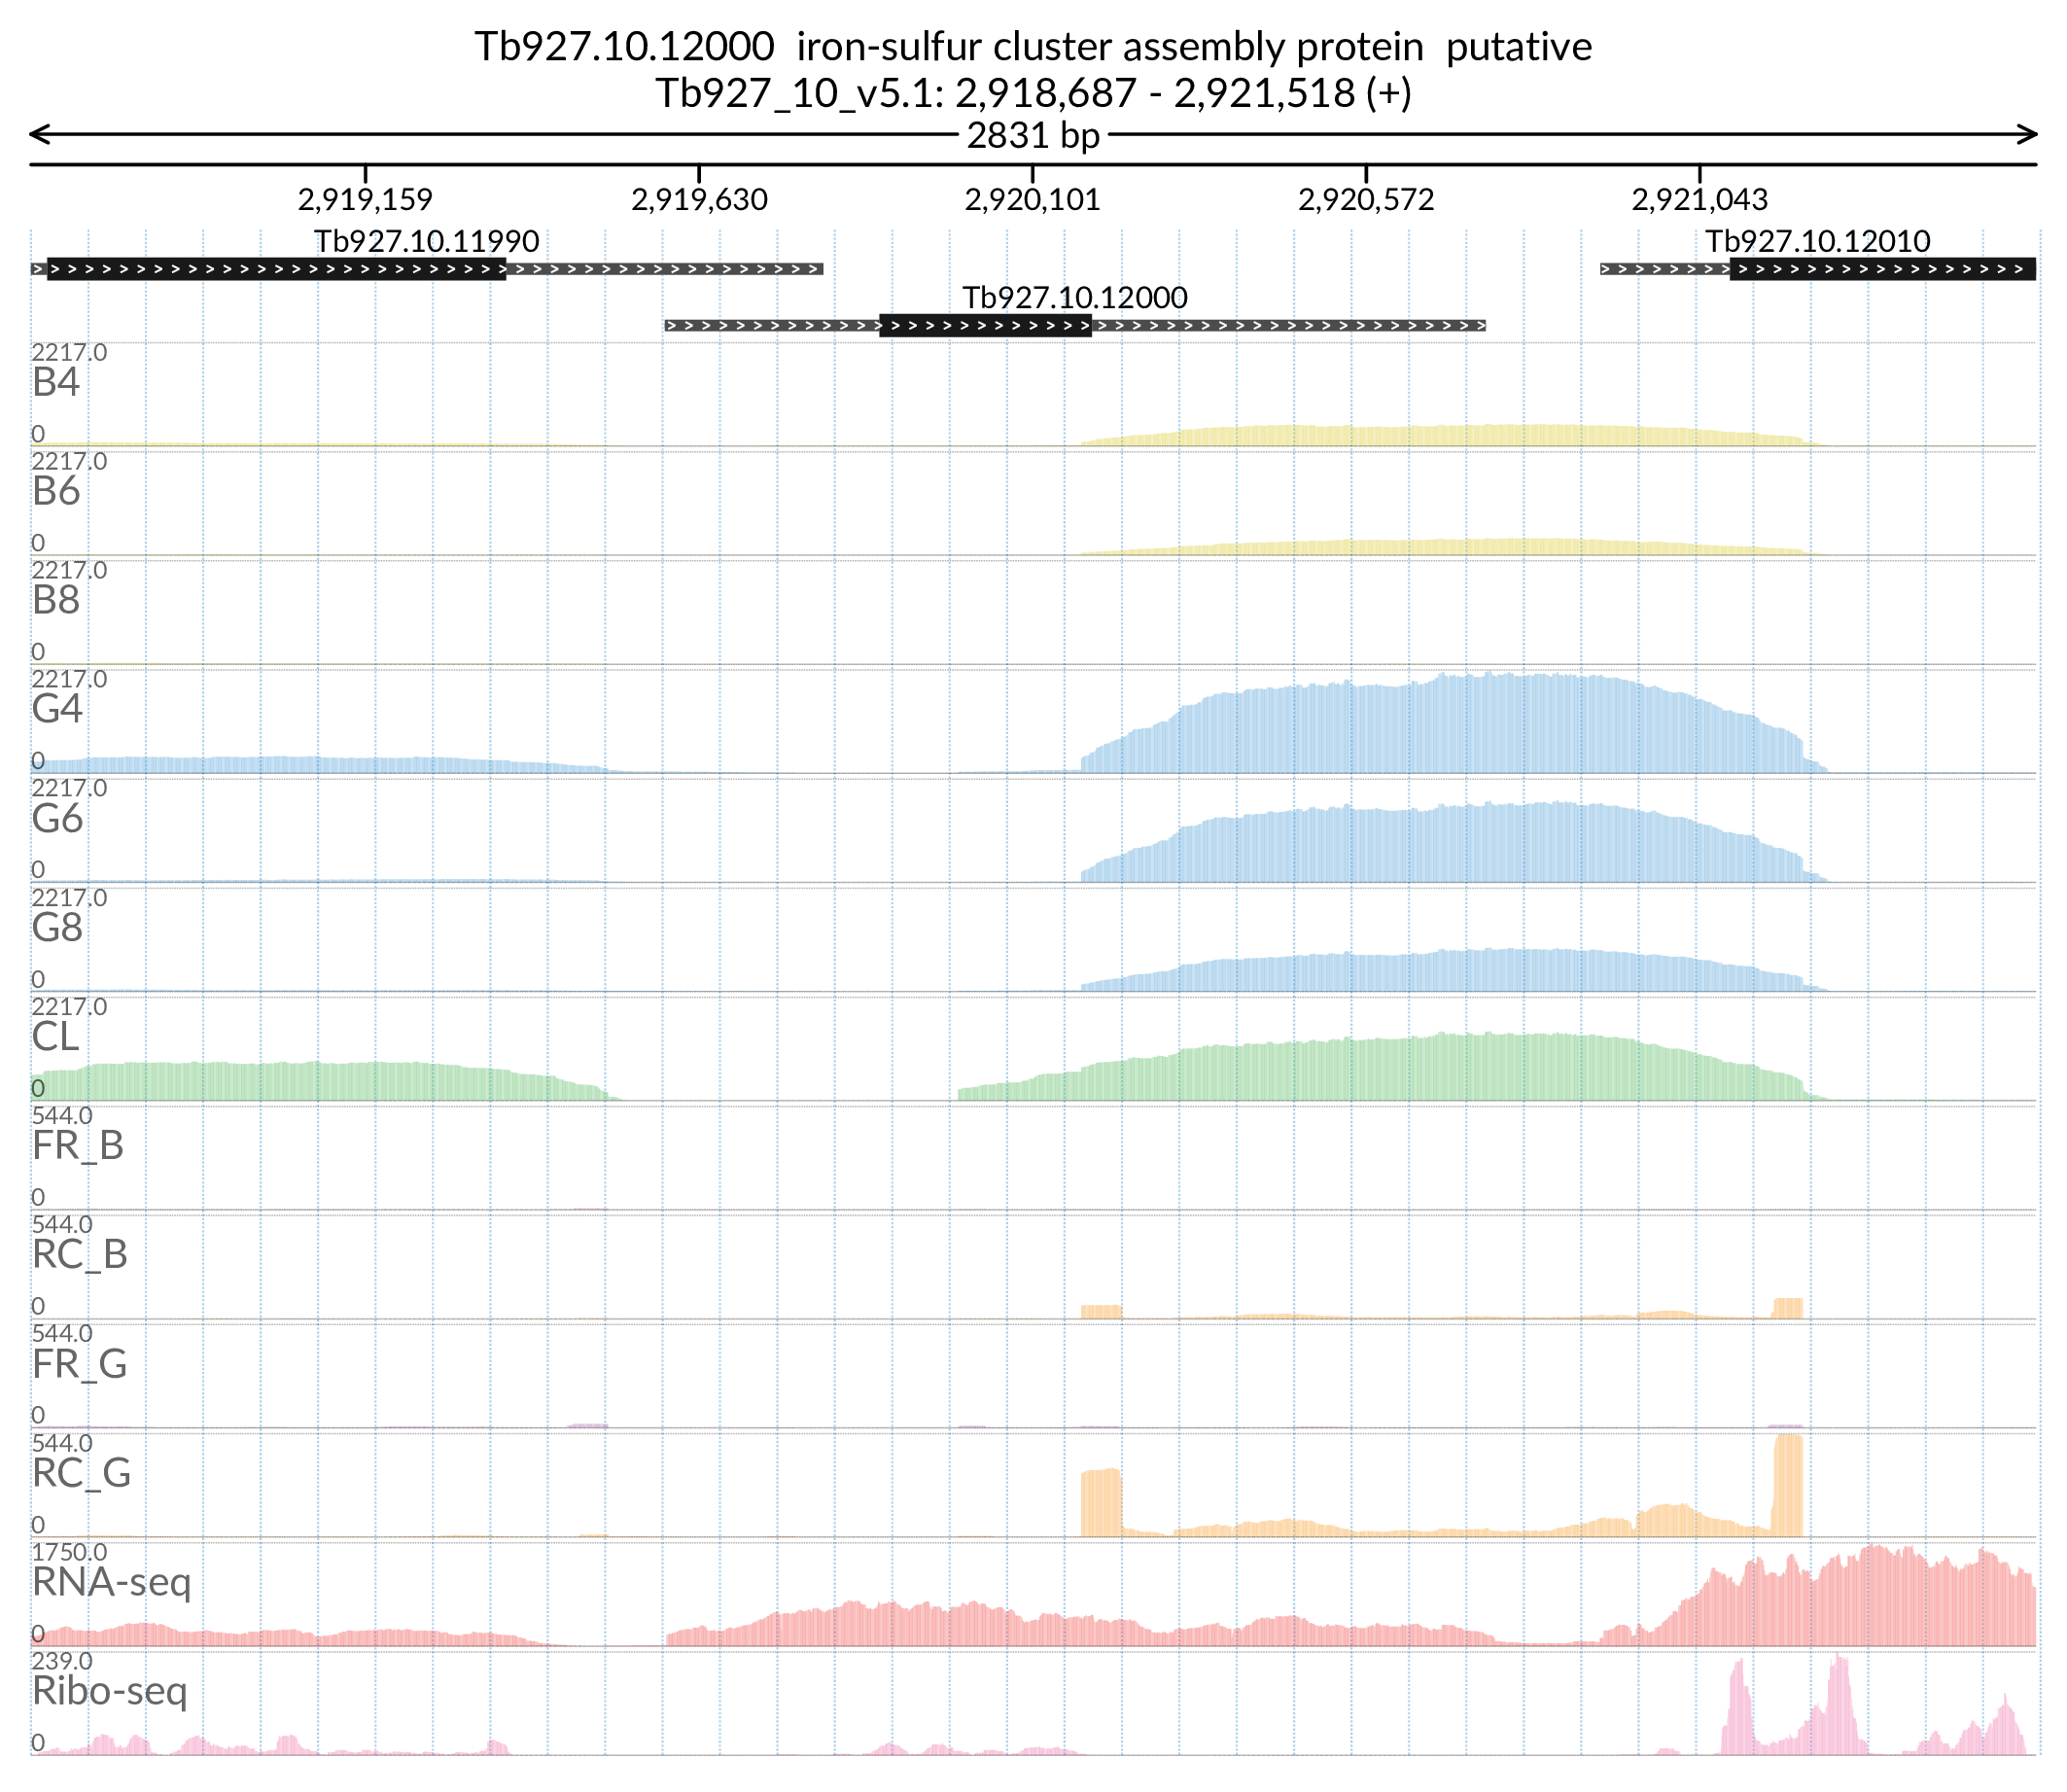 Tb927.10.12000  iron-sulfur cluster assembly protein  putative
Tb927_10_v5.1: 2,918,687 - 2,921,518 (+)
2831 bp
2,919,159 2,919,630 2,920,101 2,920,572 2,921,043
Tb927.10.11990 Tb927.10.12010
Tb927.10.12000
2217.0
B4
0
2217.0
B6
0
2217.0
B8
0
2217.0
G4
0
2217.0
G6
0
2217.0
G8
0
2217.0
CL
0
544.0
FR_B
0
544.0
RC_B
0
544.0
FR_G
0
544.0
RC_G
0
1750.0
RNA-seq
0
239.0
Ribo-seq
0